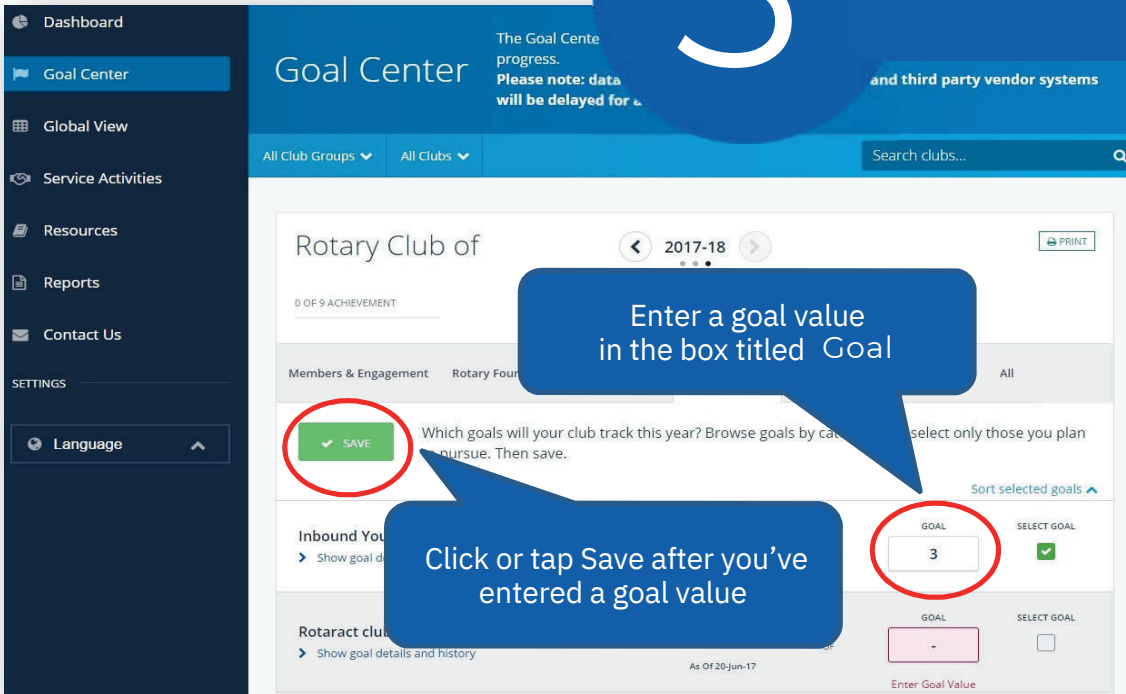 Dashboard
Goal Center
Global View
Service Activities
Resources
Reports
Contact Us
SETTINGS
Language
Goal Center
The Goal
progress.
Please note: data and third party vendor systems
will be delayed for
All Club Groups All Clubs
Search clubs...
Rotary Club of
2017-18
PRINT
0 OF 9 ACHIEVEMENT
Enter a goal value
in the box titled Goal
Members & Engagement Rotary
All
SAVE
Which goals will your club track this year? Browse goals by select only those you plan
pursue. Then save.
Sort selected goals
Inbound
Show goal
GOAL
3
SELECT GOAL
Click or tap Save after you’ve
entered a goal value
Rotaract
Show goal details and history
As Of 20-Jun-17
GOAL
-
SELECT GOAL
Enter Goal Value